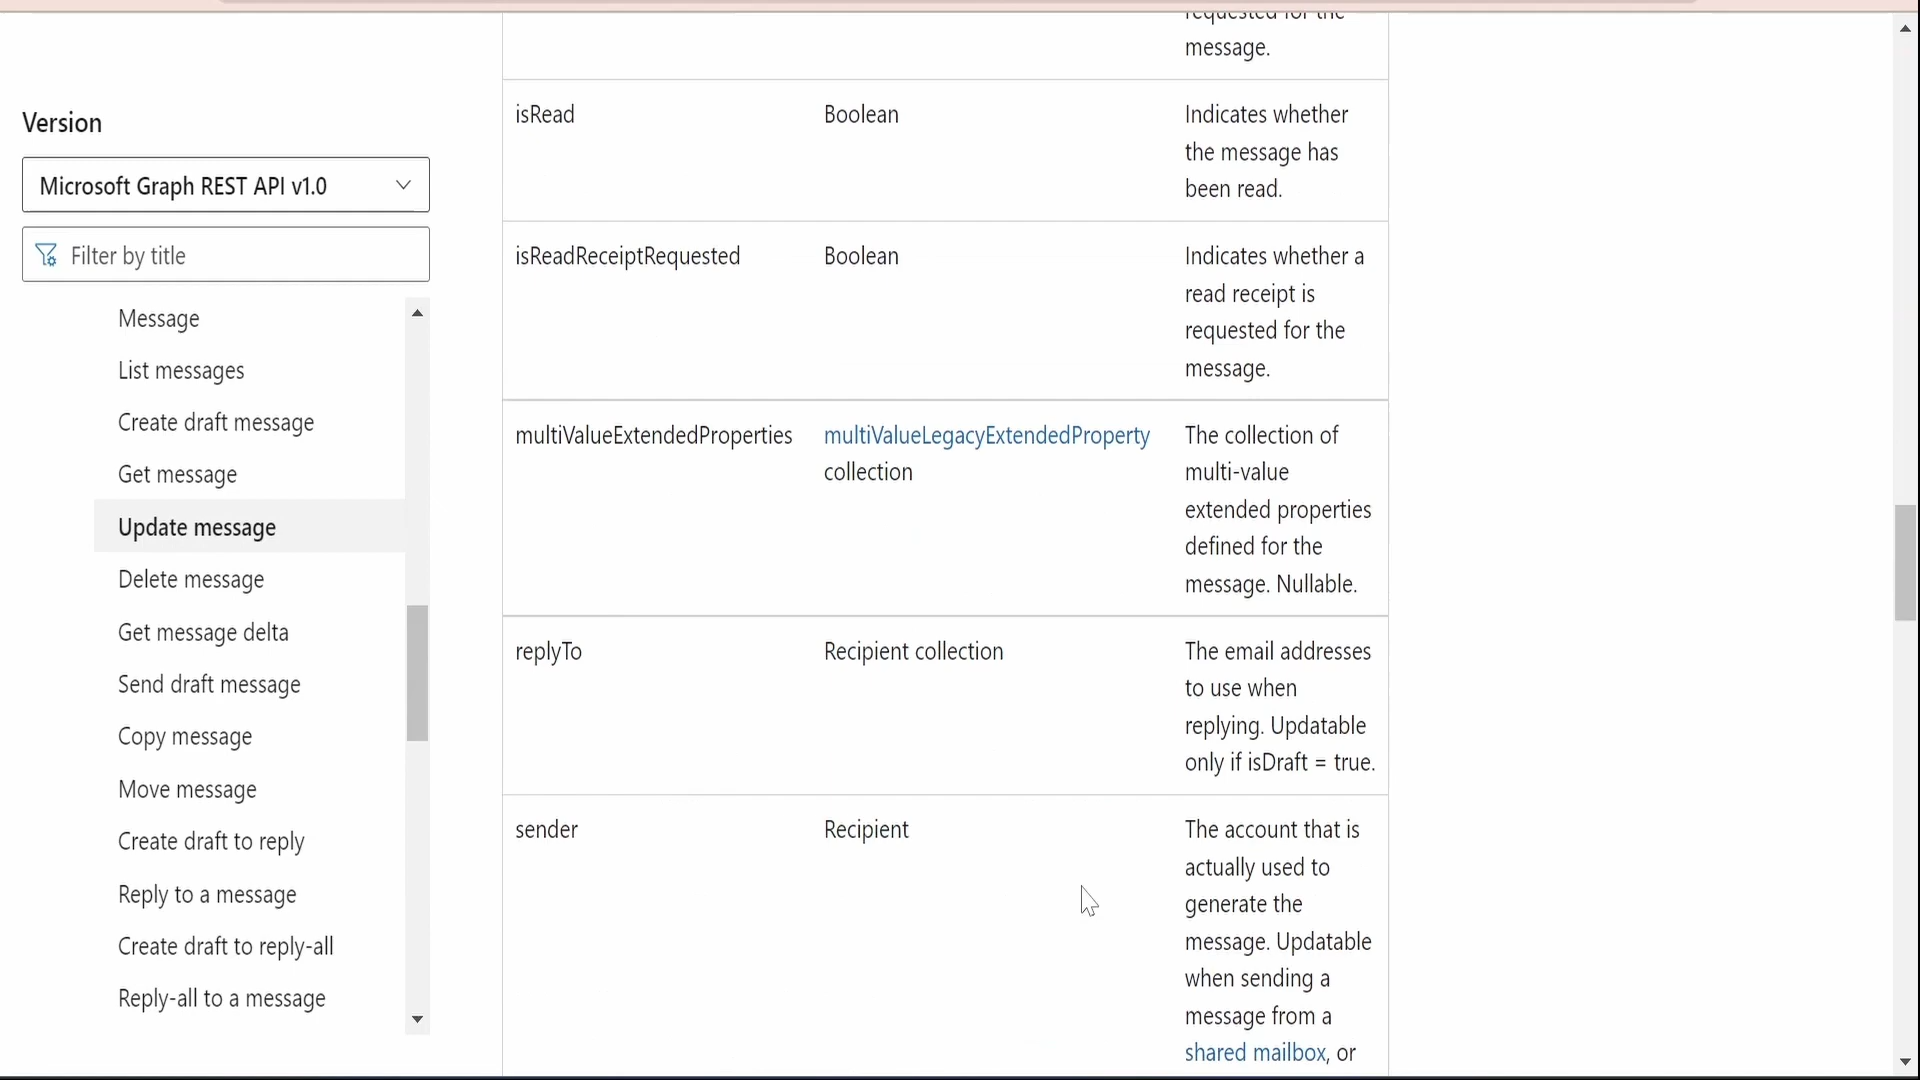 Version
Microsoft Graph REST API v1.0
Filter by title
Message
List messages
Create draft message
Get message
Update message
Delete message
Get message delta
Send draft message
Copy message
Move message
Create draft to reply
Reply to a message
Create draft to reply-all
Reply-all to a message
requested for the
message.
isRead
Boolean
Indicates whether
the message has
been read.
isReadReceiptRequested
Boolean
Indicates whether a
read receipt is
requested for the
message.
multiValueExtendedProperties
multiValueLegacyExtendedProperty
collection
The collection of
multi-value
extended properties
defined for the
message. Nullable.
replyTo
Recipient collection
The email addresses
to use when
replying. Updatable
only if isDraft = true.
sender
Recipient
The account that is
actually used to
generate the
message. Updatable
when sending a
message from a
shared mailbox, or